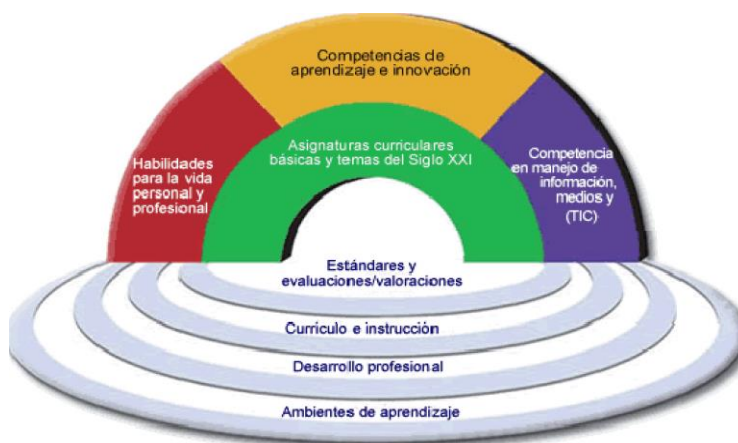 Competencias de
aprendizaje e innovación
Asignaturas curriculares
básicas y temas del Siglo XXI
Habilidades
para la vida
personal y
profesional
Competencia
en manejo de
información,
medios y
(TIC)
Estándares y
evaluaciones/valoraciones
Currículo e instrucción
Desarrollo profesional
Ambientes de aprendizaje